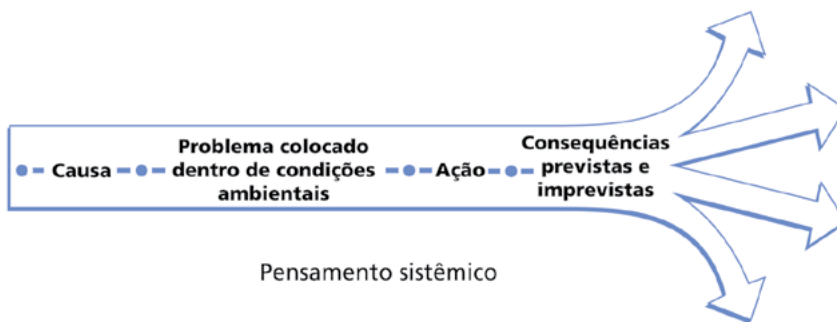 Causa
Problema colocado
dentro de condições
ambientais
Ação
Consequências
previstas e
imprevistas
Pensamento sistêmico